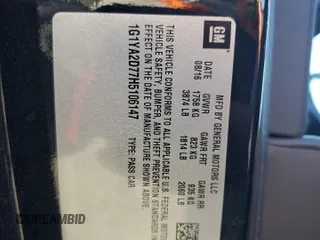 GM
MFD BY GENERAL MOTORS LLC
DATE GVWR GAWR FRT GAWR RR
08/16 1756 KG 823 KG 935 KG
3874 LB 1814 LB 2060 LB
THIS VEHICLE CONFORMS TO ALL APPLICABLE U.S. FEDERAL MOTOR
VEHICLE SAFETY, BUMPER, AND THEFT PREVENTION STANDARDS IN
EFFECT ON THE DATE OF MANUFACTURE SHOWN ABOVE.
1G1YA2D77H5106147 TYPE: PASS CAR
CARREAMBID